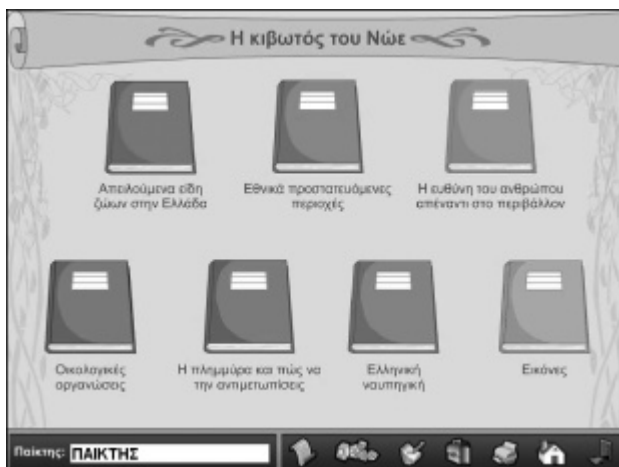 Η κιβωτός του Νώε
Απειλούμενα είδη
ζώων στην Ελλάδα
Εθνικά προστατευόμενες
περιοχές
Η ευθύνη του ανθρώπου
απέναντι στο περιβάλλον
Οικολογικές
οργανώσεις
Η πλημμύρα και πώς να
την αντιμετωπίσεις
Ελληνική
ναυπηγική
Εικόνες
Παίκτης: ΠΑΙΚΤΗΣ